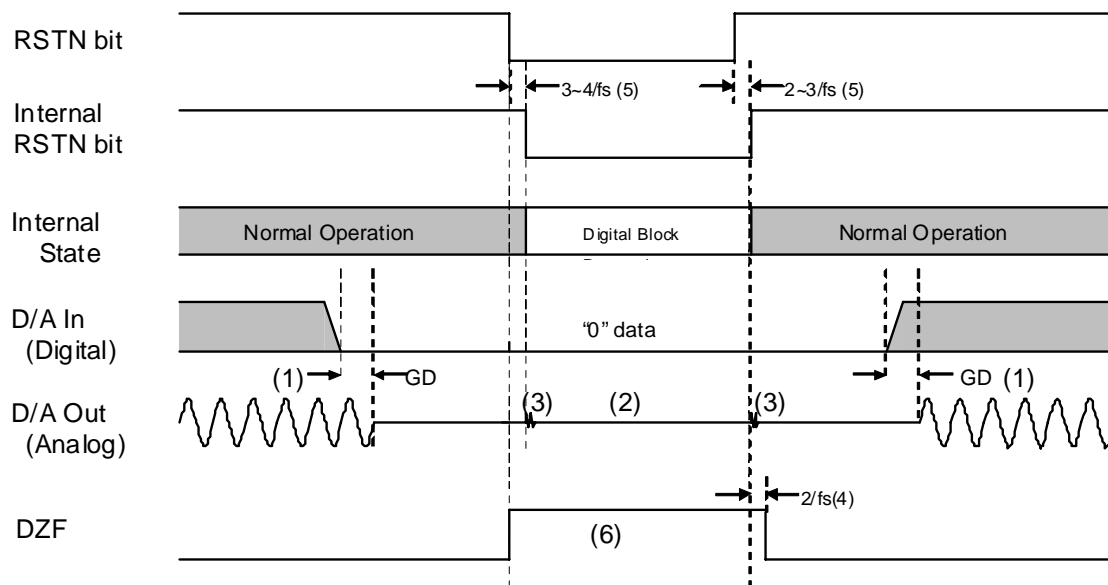 RSTN bit
3~4/fs (5)
2~3/fs (5)
Internal
RSTN bit
Internal
State
Normal Operation
Digital Block
Normal Operation
D/A In
(Digital)
“0” data
(1)
GD
GD
(1)
D/A Out
(Analog)
(3)
(2)
(3)
2/fs(4)
DZF
(6)